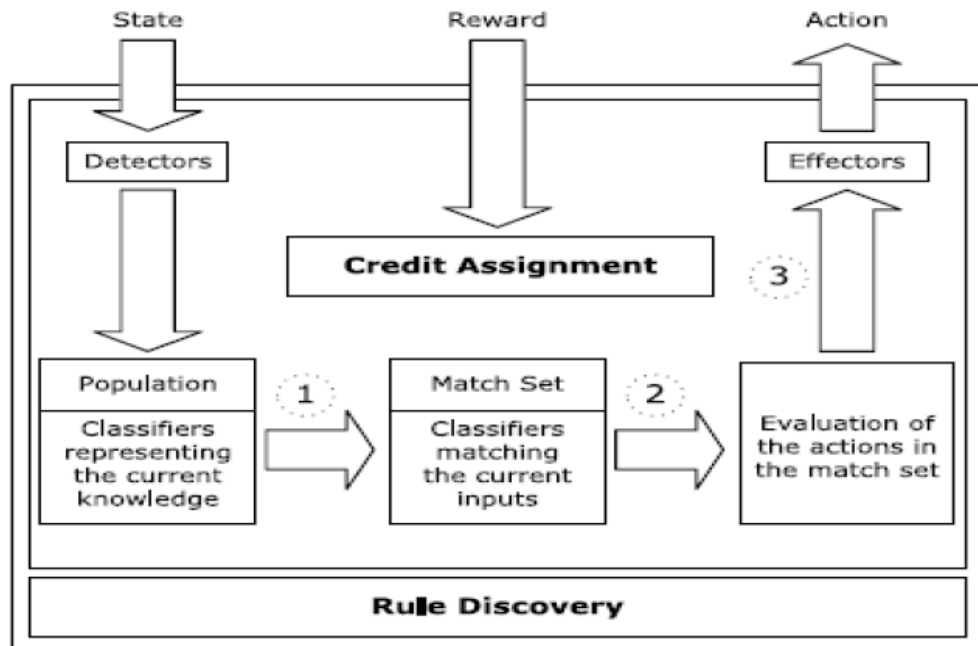 State
Reward
Action
Detectors
Effectors
Credit Assignment
3
Population
1
Match Set
2
Classifiers
representing
the current
knowledge
Classifiers
matching
the current
inputs
Evaluation of
the actions in
the match set
Rule Discovery